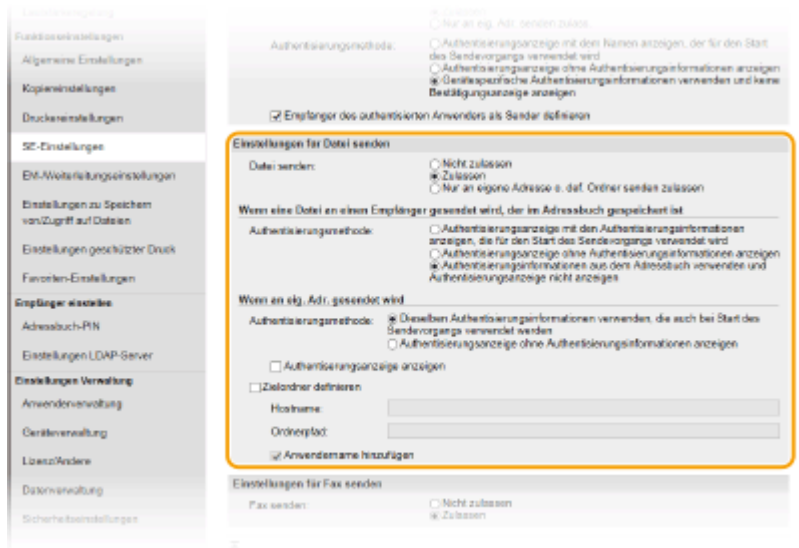 Funktionseinstellungen
Allgemeine Einstellungen
Kopiereinstellungen
Druckereinstellungen
SE-Einstellungen
EM-/Weiterleitungseinstellungen
Einstellungen zu Speichern
von/Zugriff auf Dateien
Einstellungen geschützter Druck
Favoriten-Einstellungen
Empfänger einstellen
Adressbuch-PIN
Einstellungen LDAP-Server
Einstellungen Verwaltung
Anwenderverwaltung
Geräteverwaltung
Lizenz/Andere
Datenverwaltung
Sicherheitseinstellungen
Nur an eig. Adr. senden zulass.
Authentisierungsmethode:
Authentisierungsanzeige mit dem Namen anzeigen, der für den Start
des Sendevorgangs verwendet wird
Authentisierungsanzeige ohne Authentisierungsinformationen anzeigen
Gerätespezifische Authentisierungsinformationen verwenden und keine
Bestätigungsanzeige anzeigen
Empfänger des authentisierten Anwenders als Sender definieren
Einstellungen für Datei senden
Datei senden:
Nicht zulassen
Zulassen
Nur an eigene Adresse o. def. Ordner senden zulassen
Wenn eine Datei an einen Empfänger gesendet wird, der im Adressbuch gespeichert ist
Authentisierungsmethode:
Authentisierungsanzeige mit den Authentisierungsinformationen
anzeigen, die für den Start des Sendevorgangs verwendet wird
Authentisierungsanzeige ohne Authentisierungsinformationen anzeigen
Authentisierungsinformationen aus dem Adressbuch verwenden und
Authentisierungsanzeige nicht anzeigen
Wenn an eig. Adr. gesendet wird
Authentisierungsmethode:
Dieselben Authentisierungsinformationen verwenden, die auch bei Start des
Sendevorgangs verwendet werden
Authentisierungsanzeige ohne Authentisierungsinformationen anzeigen
Authentisierungsanzeige anzeigen
Zielordner definieren
Hostname:
Ordnerpfad:
Anwendername hinzufügen
Einstellungen für Fax senden
Fax senden:
Nicht zulassen
Zulassen